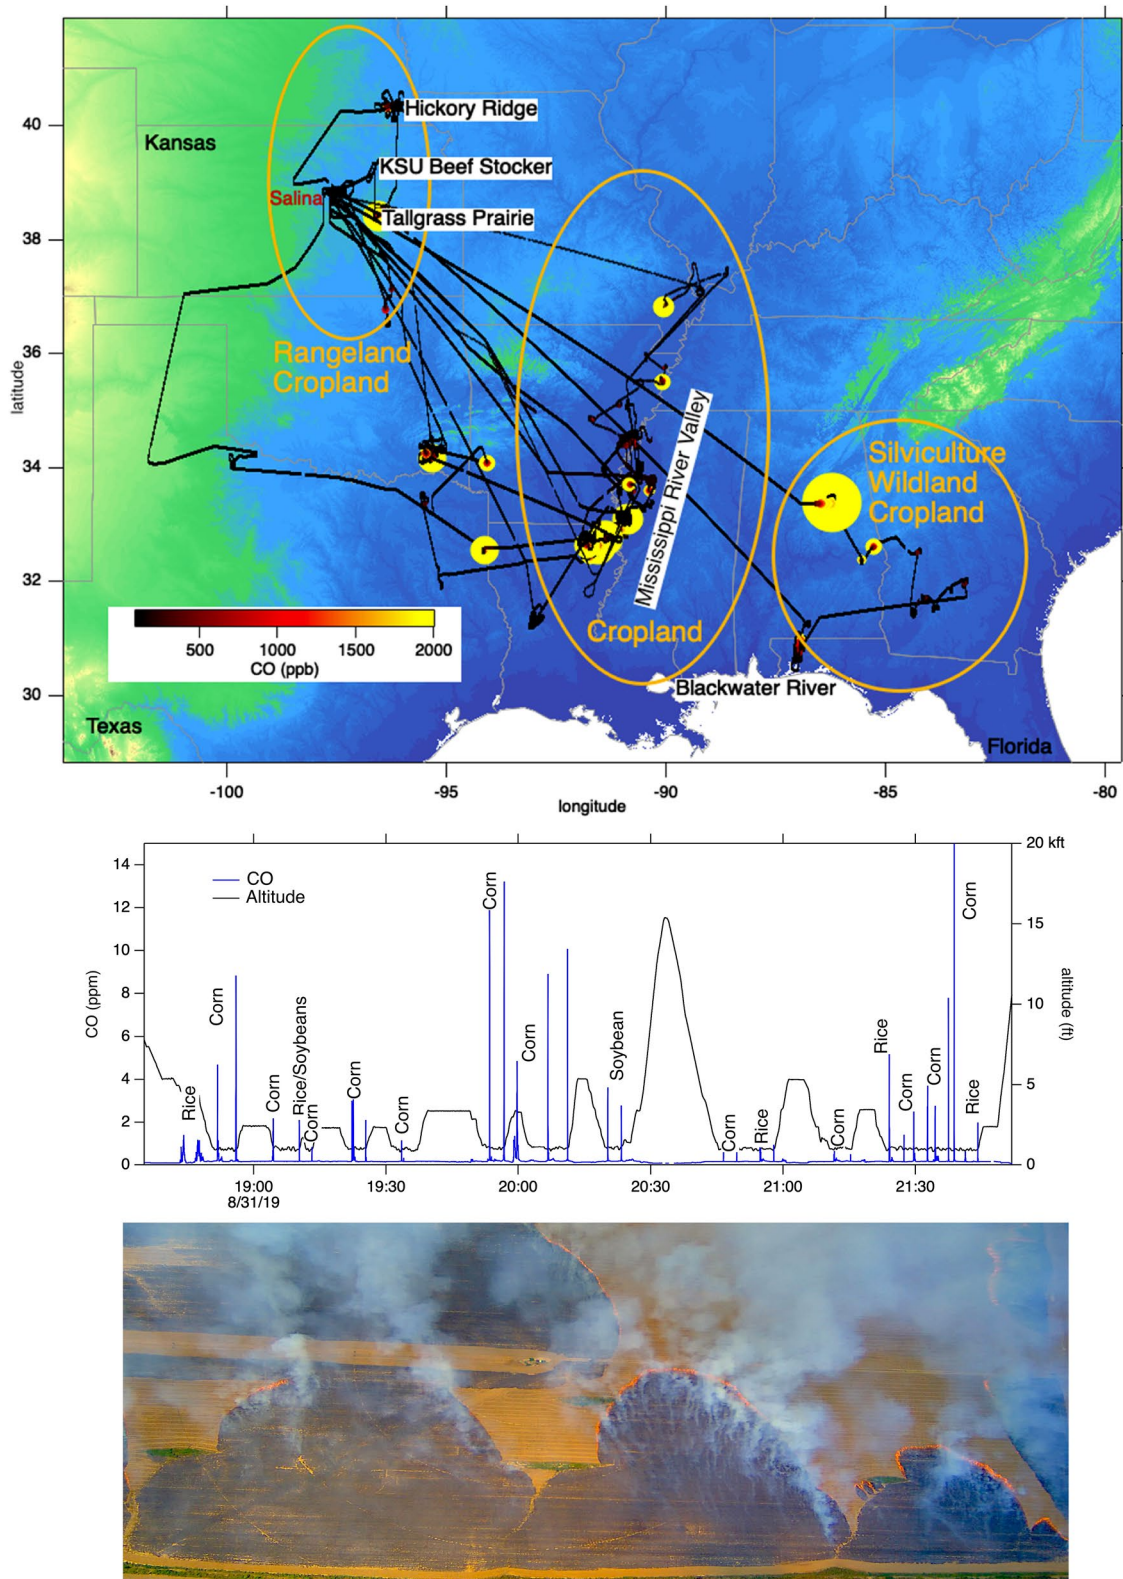 Hickory Ridge
40
Kansas
KSU Beef Stocker
Salina
Tallgrass Prairie
38
36
Rangeland
Cropland
latitude
Mississippi River Valley
34
Silviculture
Wildland
Cropland
32
500 1000 1500 2000
CO (ppb)
Cropland
30
Blackwater River
Texas
Florida
-100 -95 -90 -85 -80
longitude
20 kft
14
CO
Altitude
12
10
8
6
4
2
0
CO (ppm)
15
10
5
0
altitude (ft)
Rice
Corn
Corn
Rice/Soybeans
Corn
Corn
Corn
Corn
Corn
Soybean
Corn
Rice
Corn
Rice
Corn
Corn
Corn
Rice
19:00 19:30 20:00 20:30 21:00 21:30
8/31/19